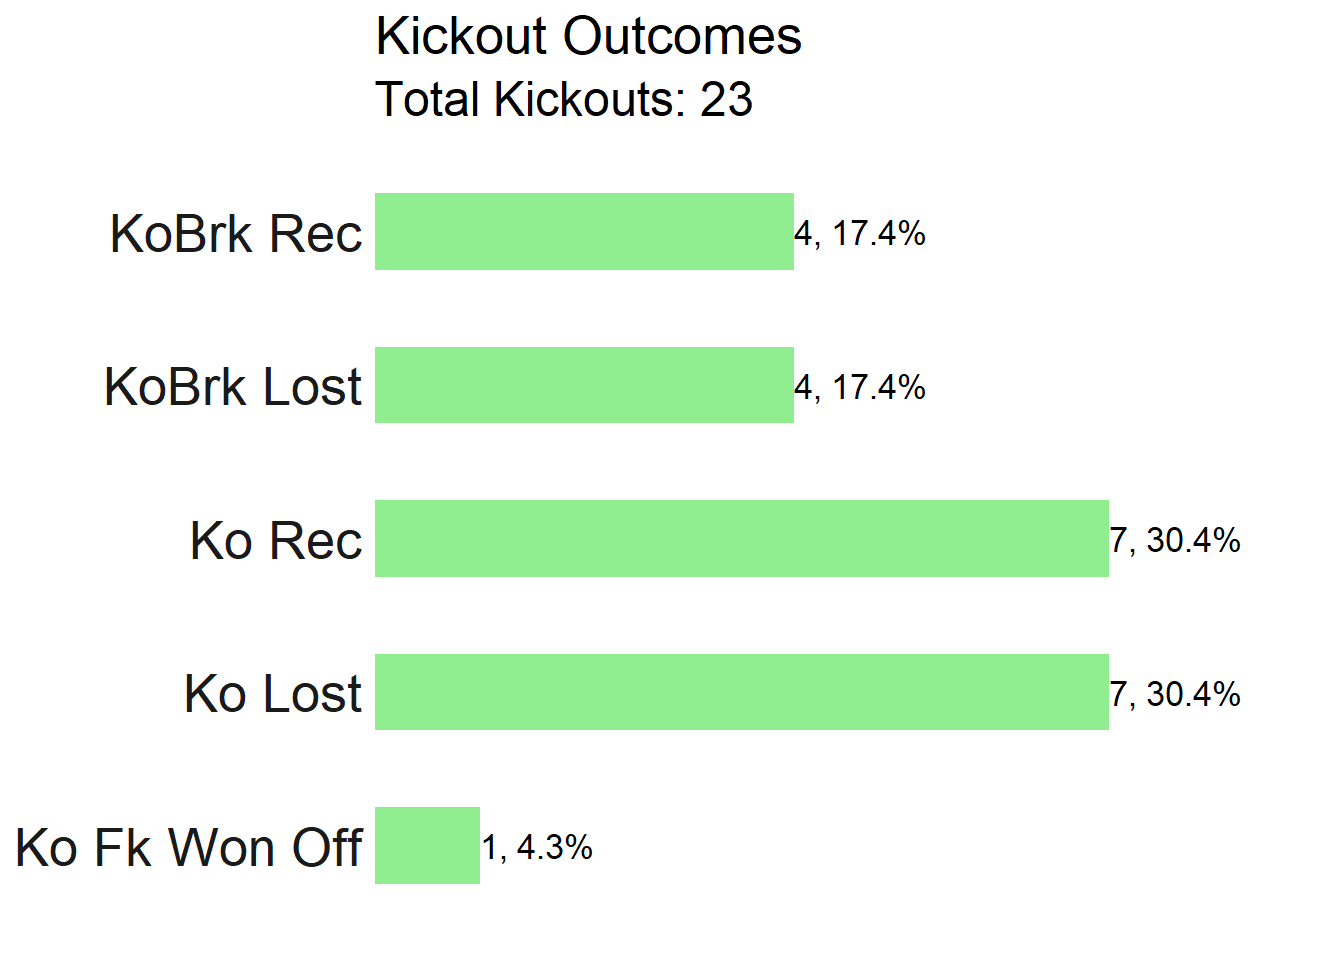 Kickout Outcomes
Total Kickouts: 23
KoBrk Rec 4, 17.4%
KoBrk Lost 4, 17.4%
Ko Rec 7, 30.4%
Ko Lost 7, 30.4%
Ko Fk Won Off 1, 4.3%